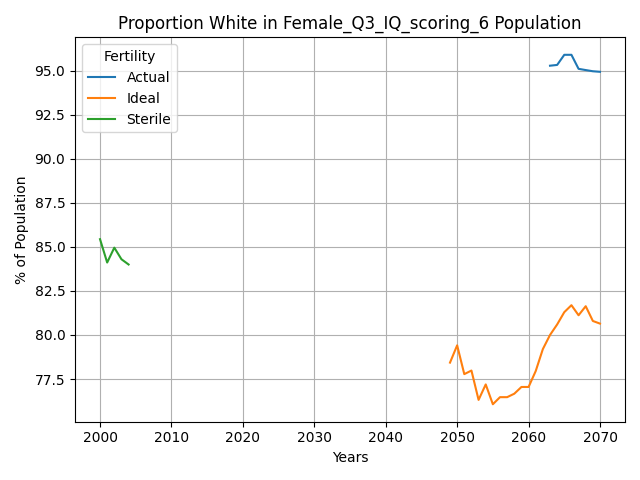 Proportion White in Female_Q3_IQ_scoring_6 Population
Fertility
Actual
Ideal
Sterile
% of Population
95.0
92.5
90.0
87.5
85.0
82.5
80.0
77.5
2000 2010 2020 2030 2040 2050 2060 2070
Years